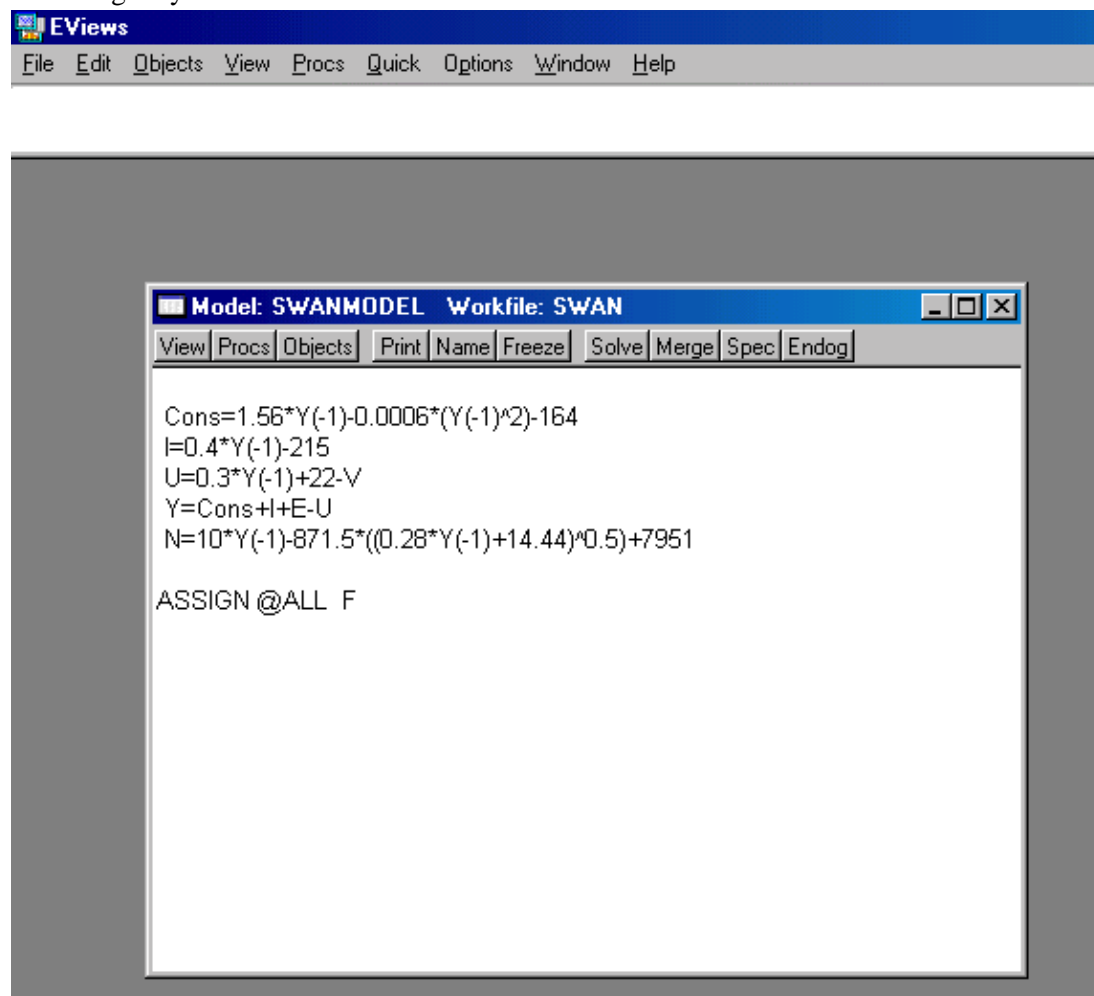 EViews
File Edit Objects View Procs Quick Options Window Help
Model: SWANMODEL Workfile: SWAN
View Procs Objects Print Name Freeze Solve Merge Spec Endog
Cons=1.56*Y(-1)-0.0006*(Y(-1)^2)-164
I=0.4*Y(-1)-215
U=0.3*Y(-1)+22-V
Y=Cons+I+E-U
N=10*Y(-1)-871.5*((0.28*Y(-1)+14.44)^0.5)+7951
ASSIGN @ALL F